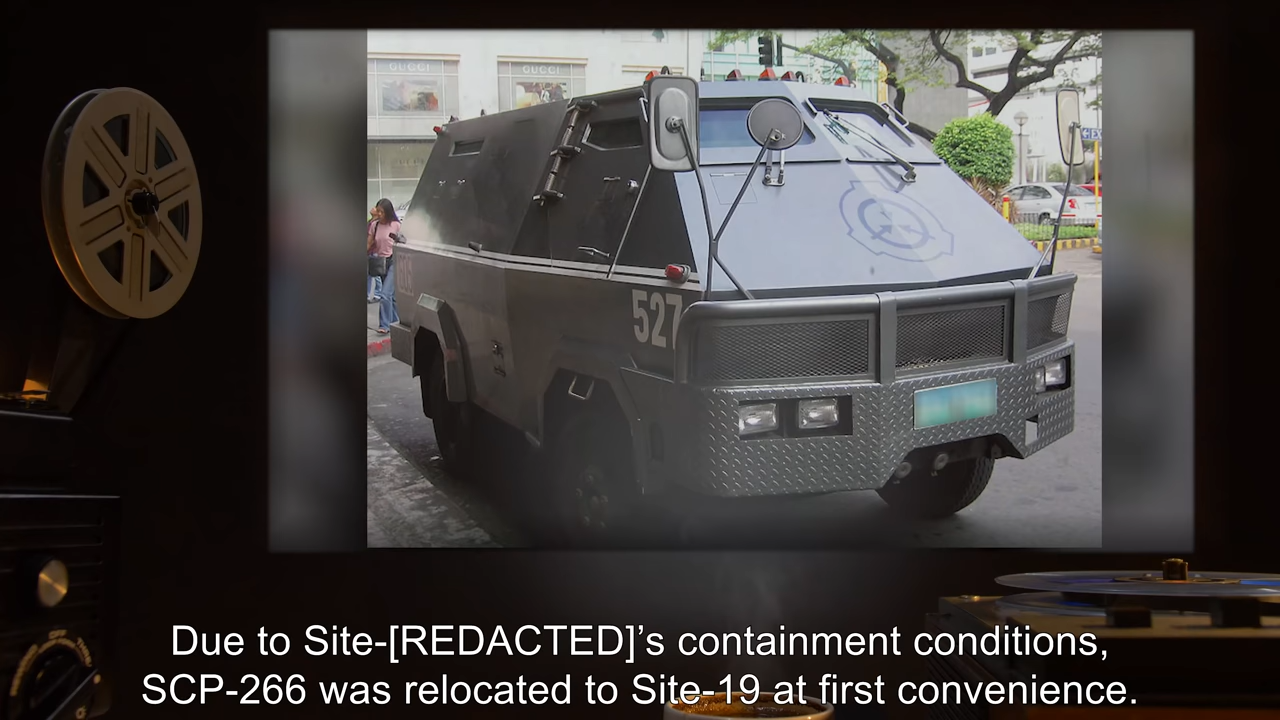 GUCCI
GUCCI
527
Due to Site-[REDACTED]’s containment conditions,
SCP-266 was relocated to Site-19 at first convenience.